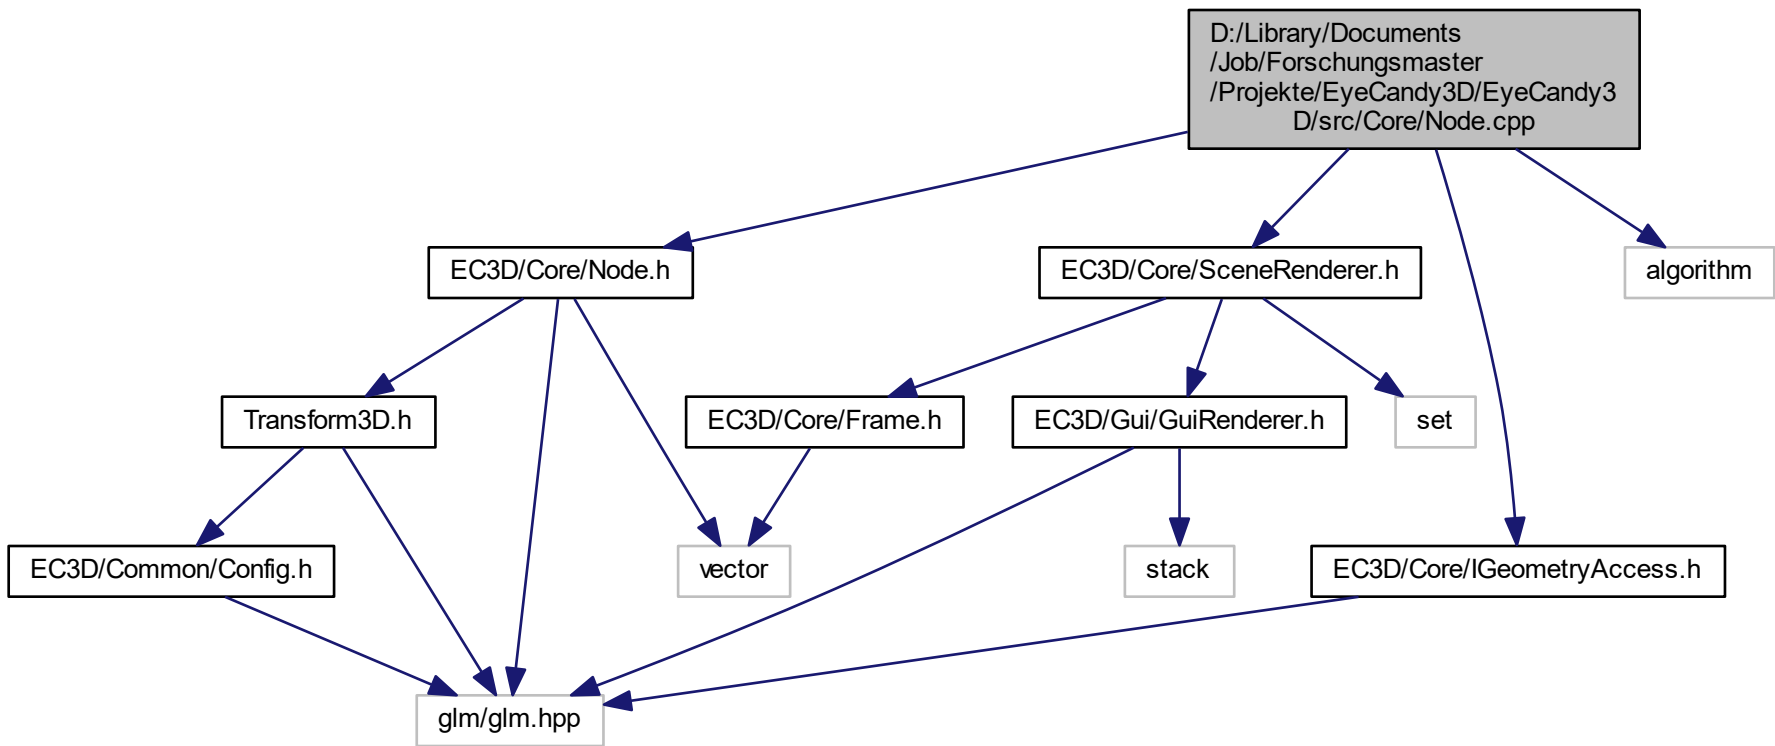 D:/Library/Documents
/Job/Forschungsmaster
/Projekte/EyeCandy3D/EyeCandy3
D/src/Core/Node.cpp
EC3D/Core/Node.h
EC3D/Core/SceneRenderer.h
algorithm
Transform3D.h
EC3D/Core/Frame.h
EC3D/Gui/GuiRenderer.h
set
EC3D/Common/Config.h
vector
stack
EC3D/Core/IGeometryAccess.h
glm/glm.hpp